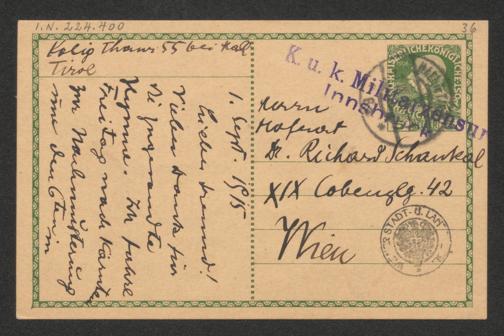 I.N. 224.400
36
Kolig Thaur 55 bei Hall
Tirol
1. Sept. 1915
Lieber Freund!
Vielen Dank für
die gesandte
Hymne. Ich fahre
Freitag nach Kärnten
zur Nachmusterung
K. u. k. Militärzensur
Innsbruck
Herrn
Hofrat
Dr. Richard Schaukal
XIX Cobenzlg. 42
Wien